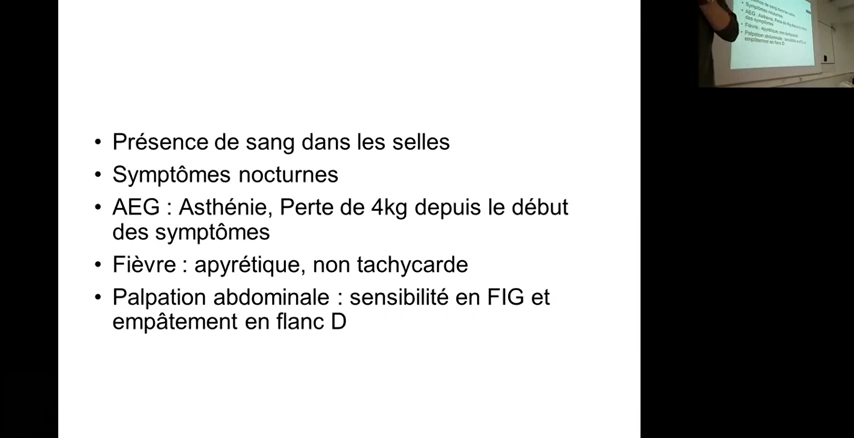 • Présence de sang dans les selles
• Symptômes nocturnes
• AEG : Asthénie, Perte de 4kg depuis le début
des symptômes
• Fièvre : apyrétique, non tachycarde
• Palpation abdominale : sensibilité en FIG et
empâtement en flanc D